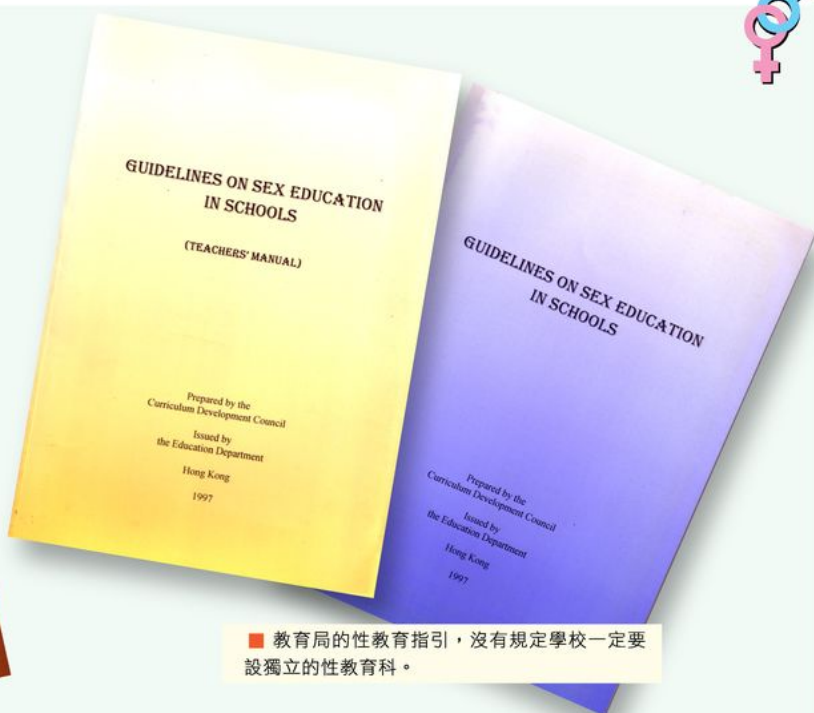 GUIDELINES ON SEX EDUCATION
IN SCHOOLS
(TEACHERS' MANUAL)
Prepared by the
Curriculum Development Council
Issued by
the Education Department
Hong Kong
1997
GUIDELINES ON SEX EDUCATION
IN SCHOOLS
Prepared by the
Curriculum Development Council
Issued by
the Education Department
Hong Kong
1997
■ 教育局的性教育指引，沒有規定學校一定要
設獨立的性教育科。